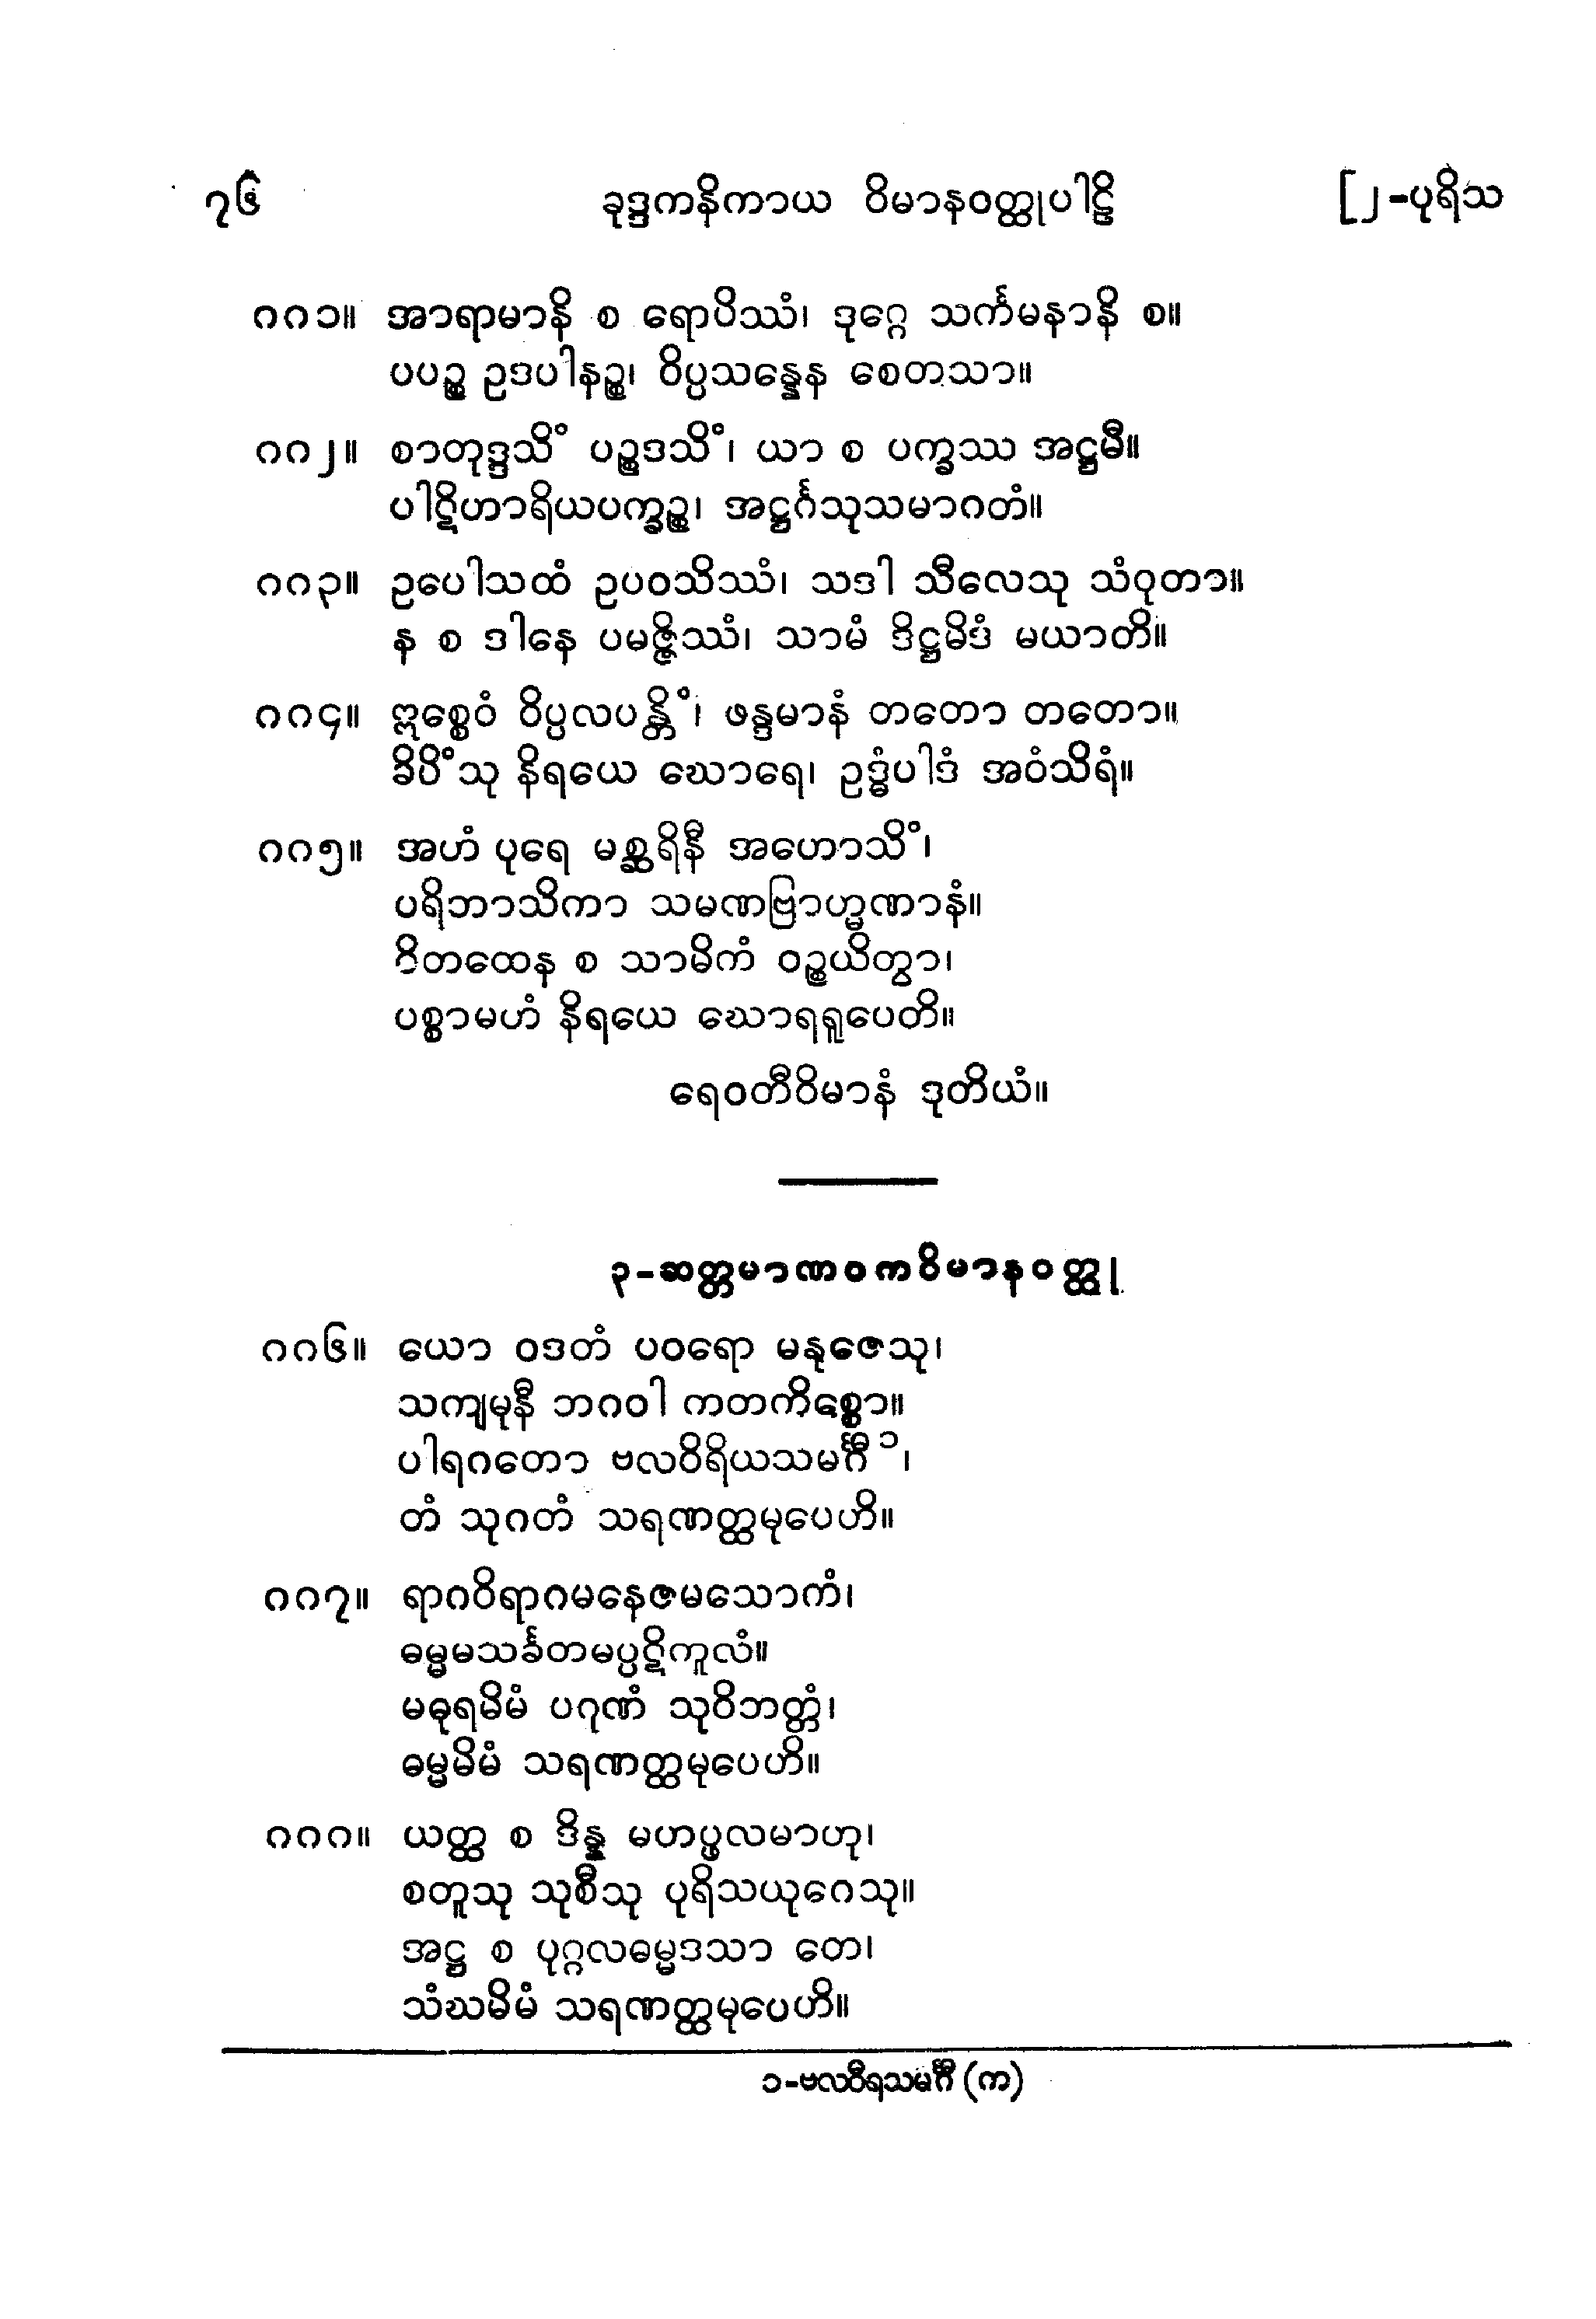 ၇၆ ခုဒ္ဒကနိကာယ ဝိမာနဝတ္ထုပါဠိ [၂-ပုရိသ
၈၈၁။ အာရာမာနိ စ ရောပိဿံ၊ ဒုဂ္ဂေ သင်္ကမနာနိ စ။
ပပဉ္စ ဥဒပါနဉ္စ၊ ဝိပ္ပသန္နေန စေတသာ။
၈၈၂။ စာတုဒ္ဒသိံ ပဉ္စဒသိံ၊ ယာ စ ပက္ခဿ အဋ္ဌမီ။
ပါဋိဟာရိယပက္ခဉ္စ၊ အဋ္ဌင်္ဂသုသမာဂတံ။
၈၈၃။ ဥပေါသထံ ဥပဝသိဿံ၊ သဒါ သီလေသု သံဝုတာ။
န စ ဒါနေ ပမဇ္ဇိဿံ၊ သာမံ ဒိဋ္ဌမိဒံ မယာတိ။
၈၈၄။ ဣစ္စေဝံ ဝိပ္ပလပန္တိံ၊ ဖန္ဒမာနံ တတော တတော။
ခိပိံသု နိရယေ ဃောရေ၊ ဥဒ္ဓံပါဒံ အဝံသိရံ။
၈၈၅။ အဟံ ပုရေ မစ္ဆရိနီ အဟောသိံ၊
ပရိဘာသိကာ သမဏဗြာဟ္မဏာနံ။
ဝိတထေန စ သာမိကံ ဝဉ္စယိတွာ၊
ပစ္စာမဟံ နိရယေ ဃောရရူပေတိ။
ရေဝတီဝိမာနံ ဒုတိယံ။
၃-ဆတ္တမာဏဝကဝိမာနဝတ္ထု
၈၈၆။ ယော ဝဒတံ ပဝရော မနုဇေသု၊
သကျမုနီ ဘဂဝါ ကတကိစ္စော။
ပါရဂတော ဗလဝီရိယသမင်္ဂီ ၁၊
တံ သုဂတံ သရဏတ္ထမုပေဟိ။
၈၈၇။ ရာဂဝိရာဂမနေဇမသောကံ၊
ဓမ္မမသင်္ခတမပ္ပဋိကူလံ။
မဓုရမိမံ ပဂုဏံ သုဝိဘတ္တံ၊
ဓမ္မမိမံ သရဏတ္ထမုပေဟိ။
၈၈၈။ ယတ္ထ စ ဒိန္န မဟပ္ဖလမာဟု၊
စတူသု သုစီသု ပုရိသယုဂေသု။
အဋ္ဌ စ ပုဂ္ဂလဓမ္မဒသာ တေ၊
သံဃမိမံ သရဏတ္ထမုပေဟိ။
၁-ဗလဝီရသမင်္ဂီ (က)